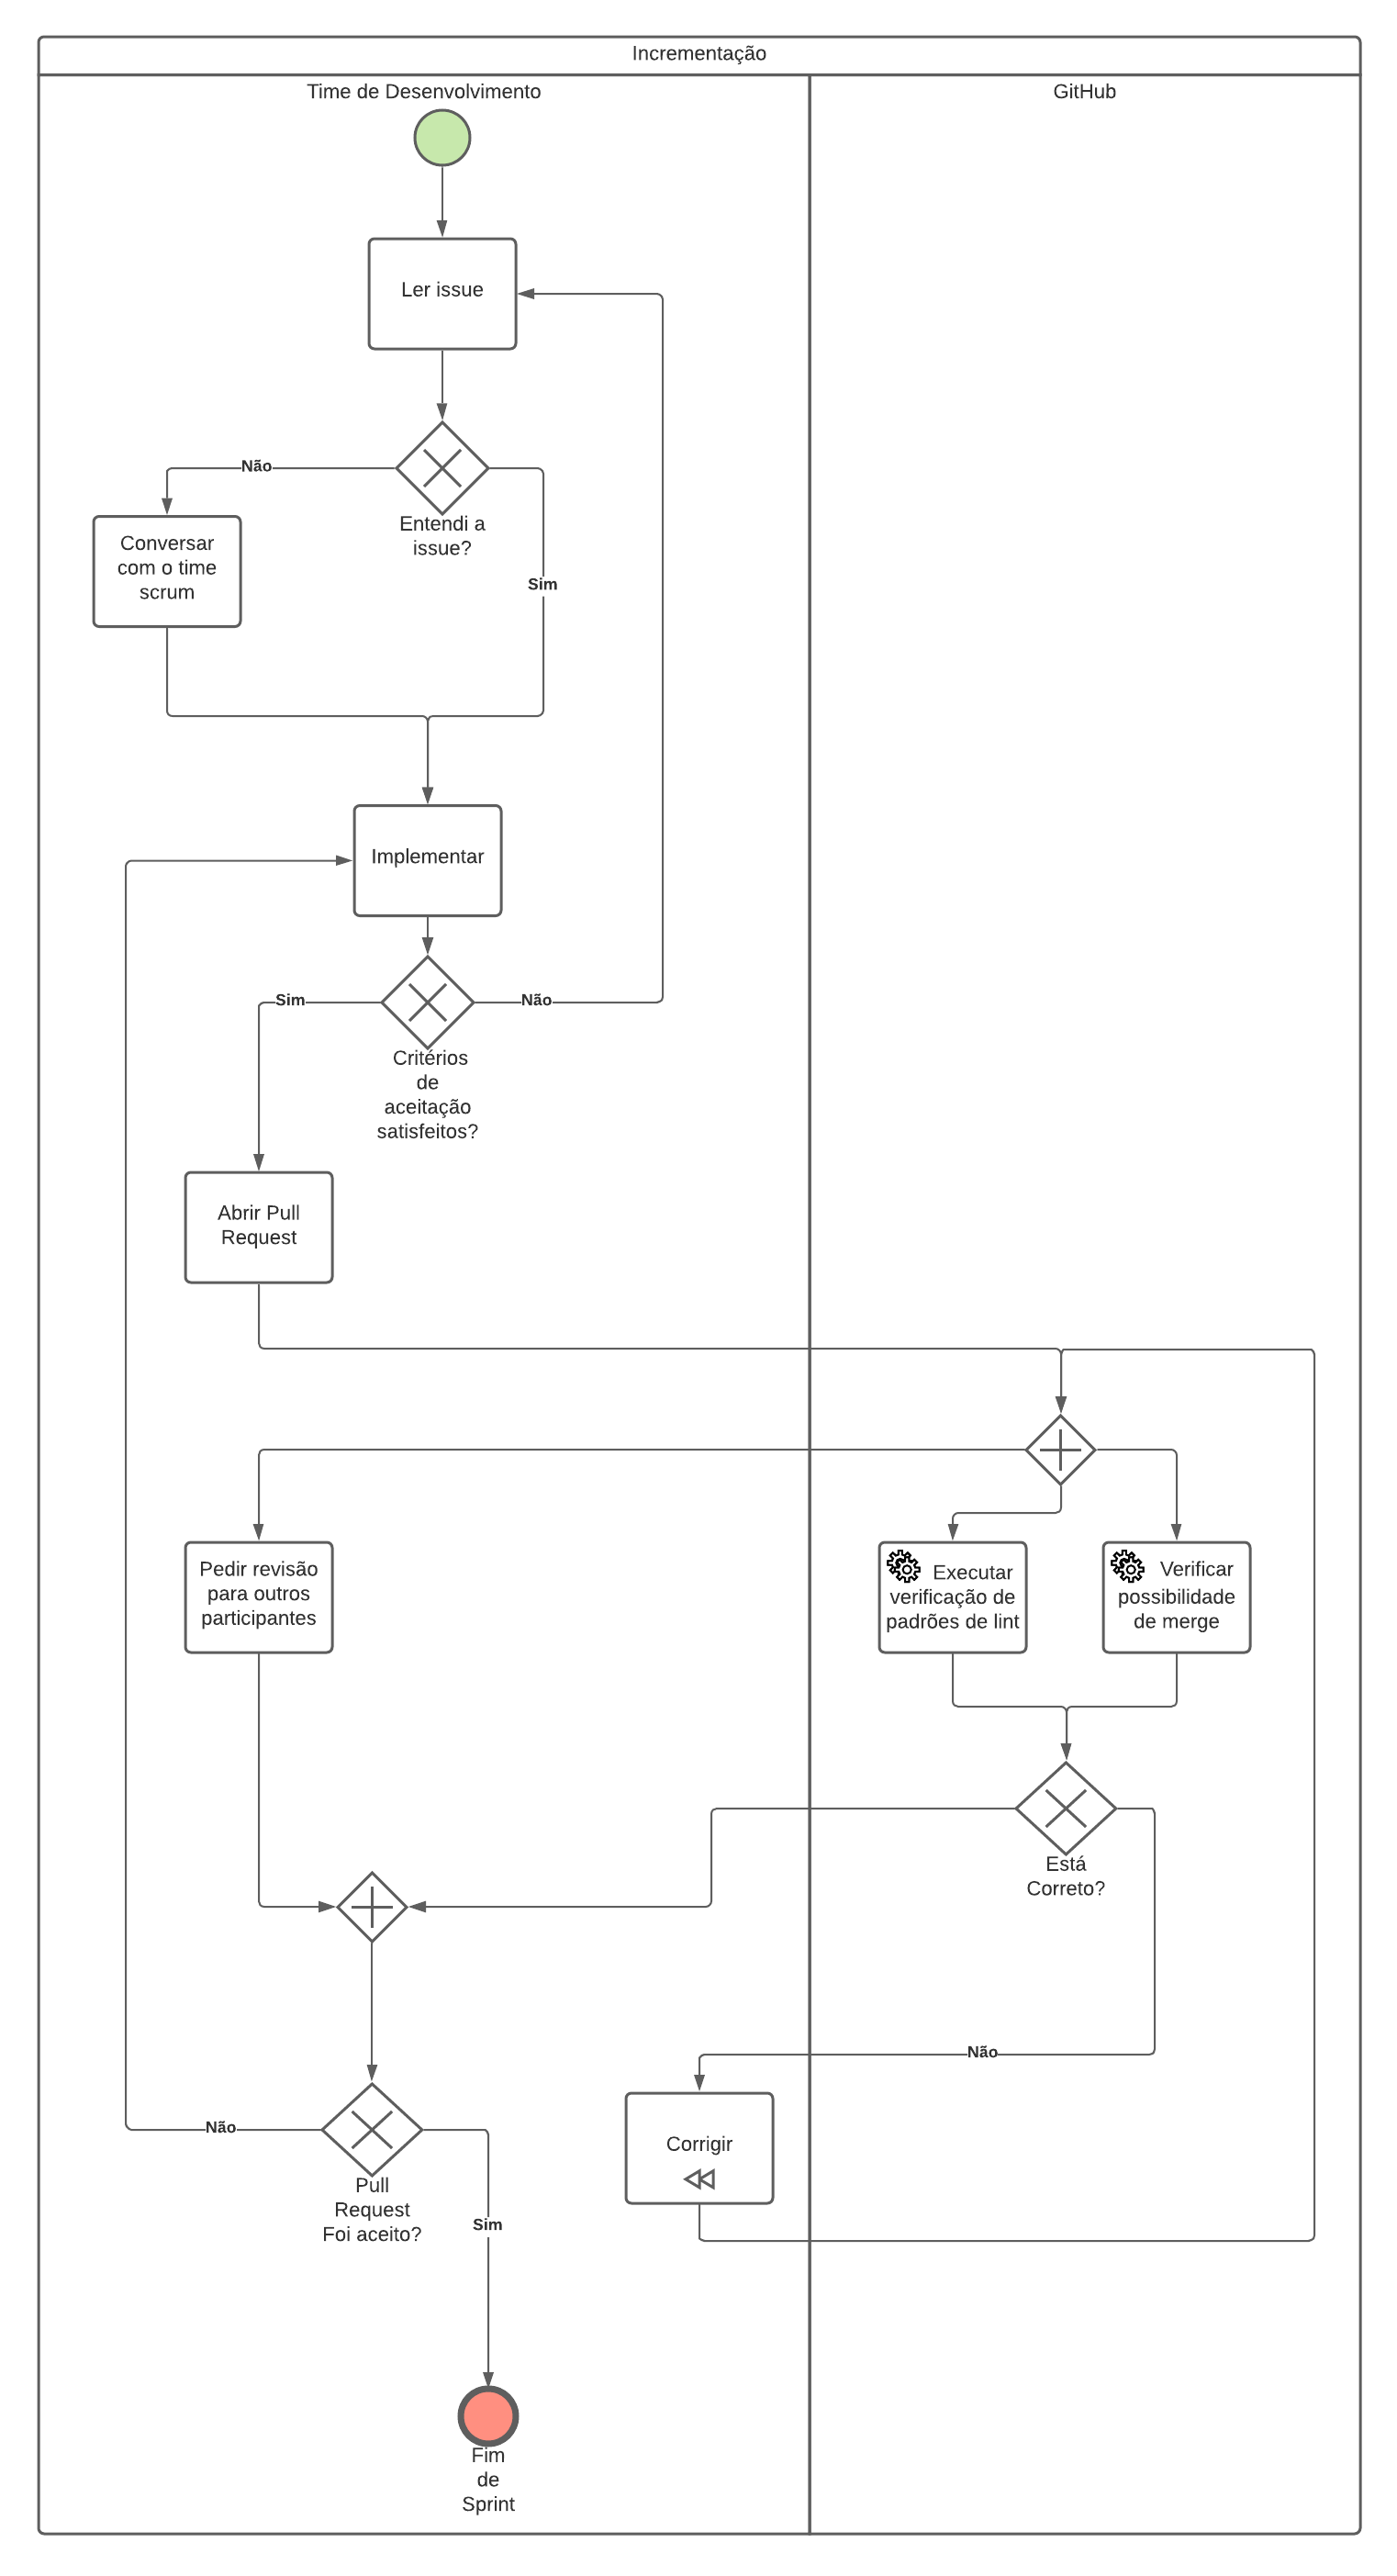 Incrementação
Time de Desenvolvimento
GitHub
Ler issue
Não
Entendi a
issue?
Conversar
com o time
scrum
Sim
Implementar
Sim
Não
Critérios
de
aceitação
satisfeitos?
Abrir Pull
Request
Pedir revisão
para outros
participantes
Executar
verificação de
padrões de lint
Verificar
possibilidade
de merge
Está
Correto?
Não
Não
Corrigir
Pull
Request
Foi aceito?
Sim
Fim
de
Sprint